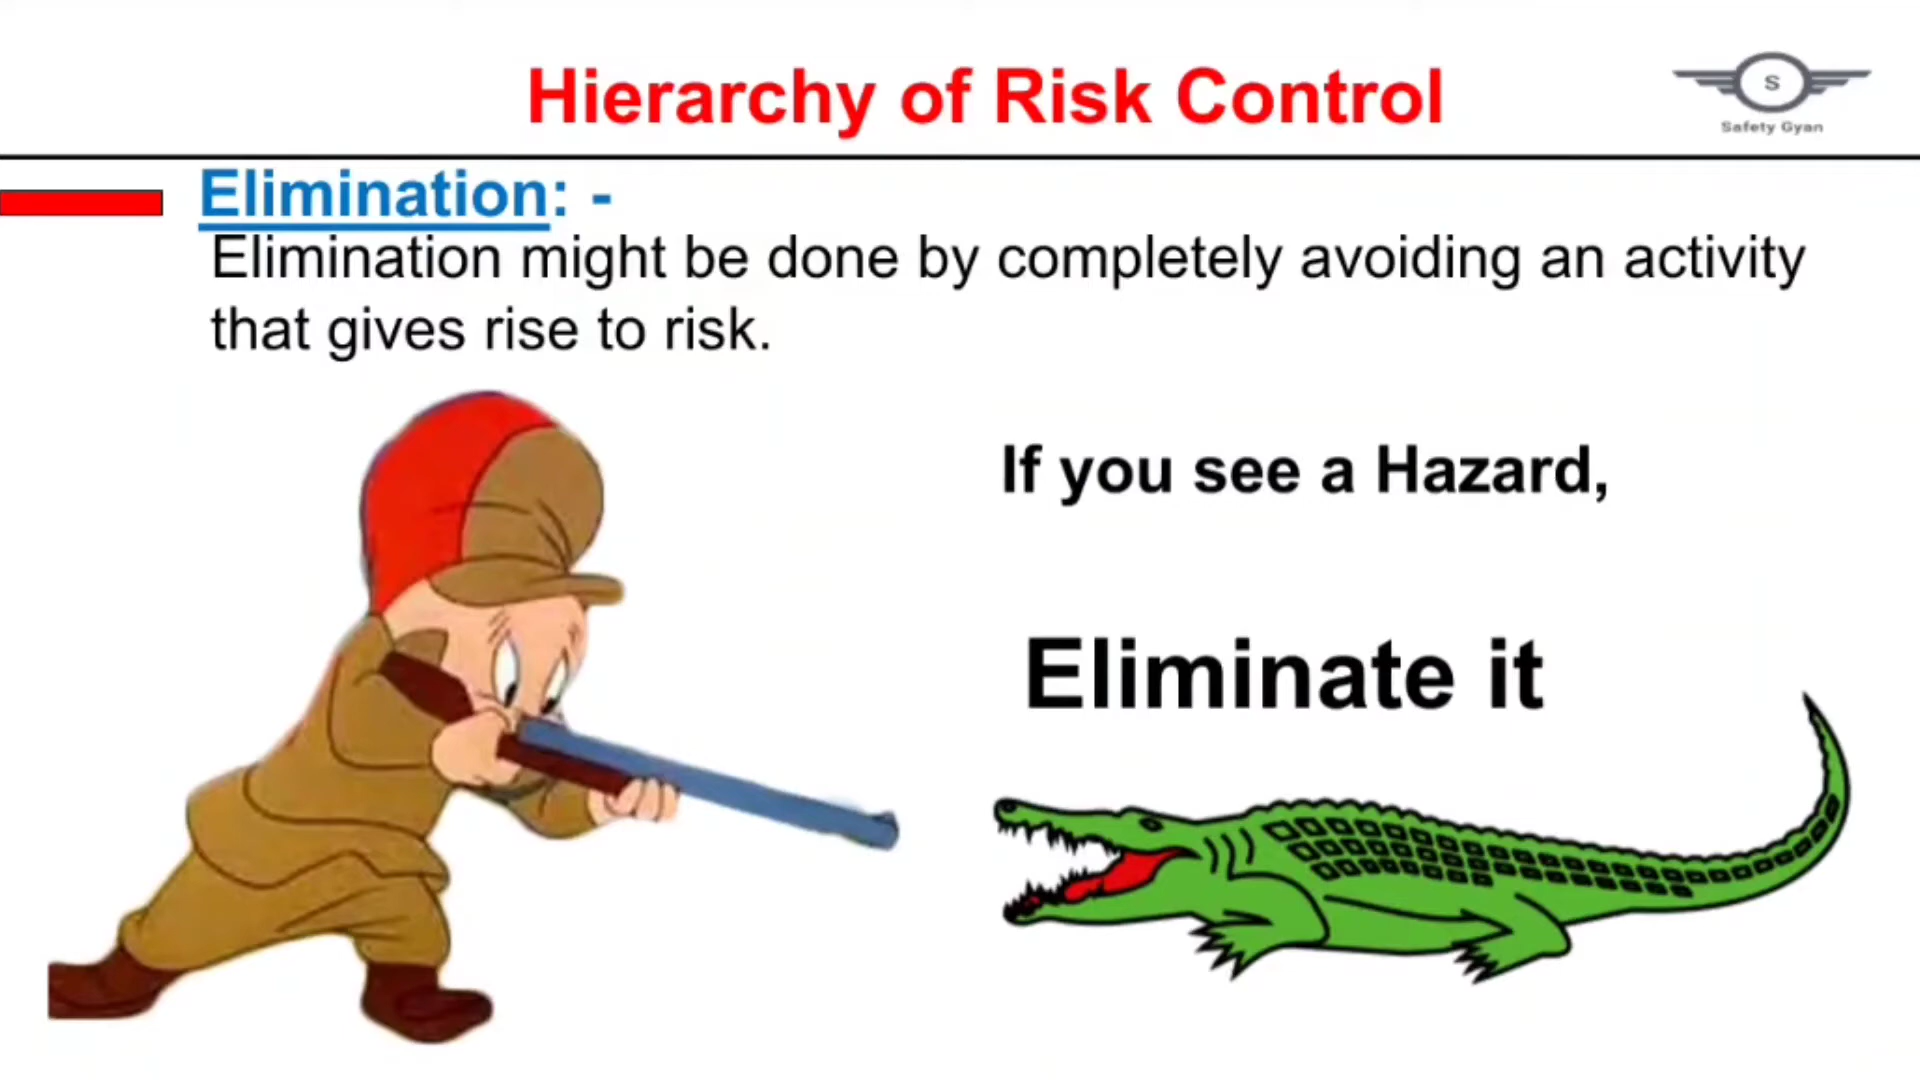 Hierarchy of Risk Control
S
Safety Gyan
Elimination: -
Elimination might be done by completely avoiding an activity
that gives rise to risk.
If you see a Hazard,
Eliminate it